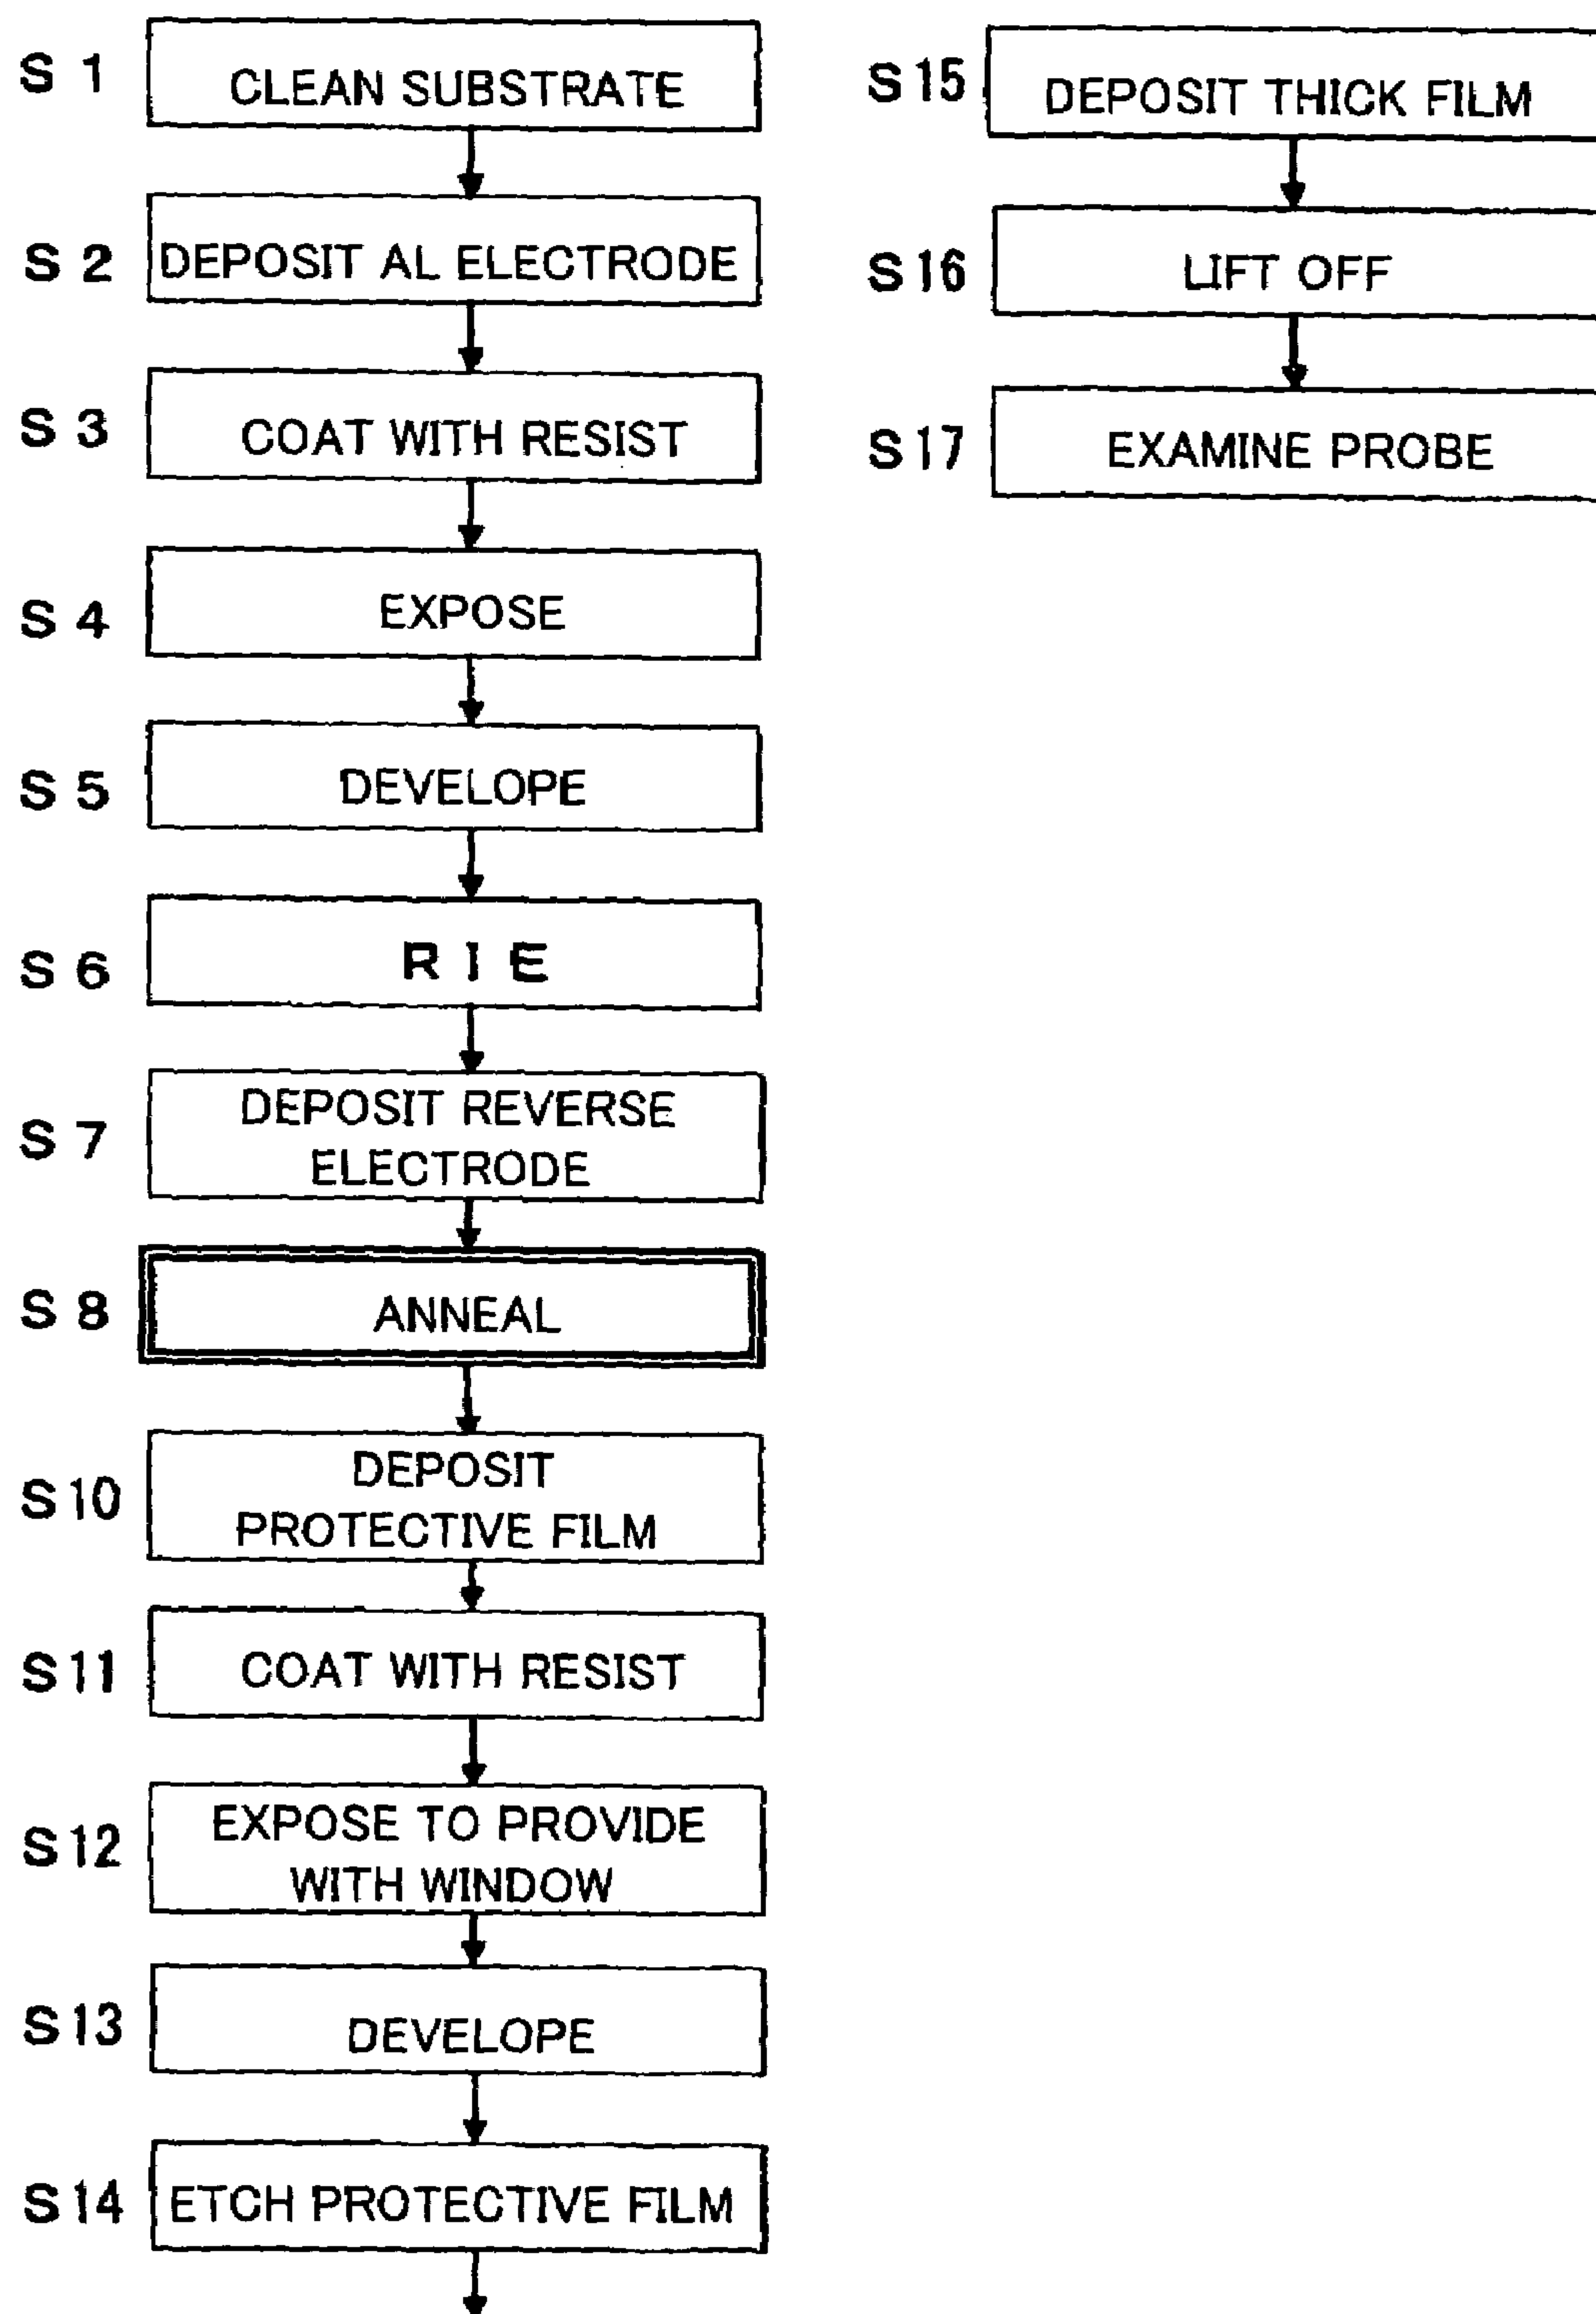 S 1
CLEAN SUBSTRATE
S 2
DEPOSIT AL ELECTRODE
S 3
COAT WITH RESIST
S 4
EXPOSE
S 5
DEVELOPE
S 6
R I E
S 7
DEPOSIT REVERSE
ELECTRODE
S 8
ANNEAL
S 10
DEPOSIT
PROTECTIVE FILM
S 11
COAT WITH RESIST
S 12
EXPOSE TO PROVIDE
WITH WINDOW
S 13
DEVELOPE
S 14
ETCH PROTECTIVE FILM
S 15
DEPOSIT THICK FILM
S 16
LIFT OFF
S 17
EXAMINE PROBE